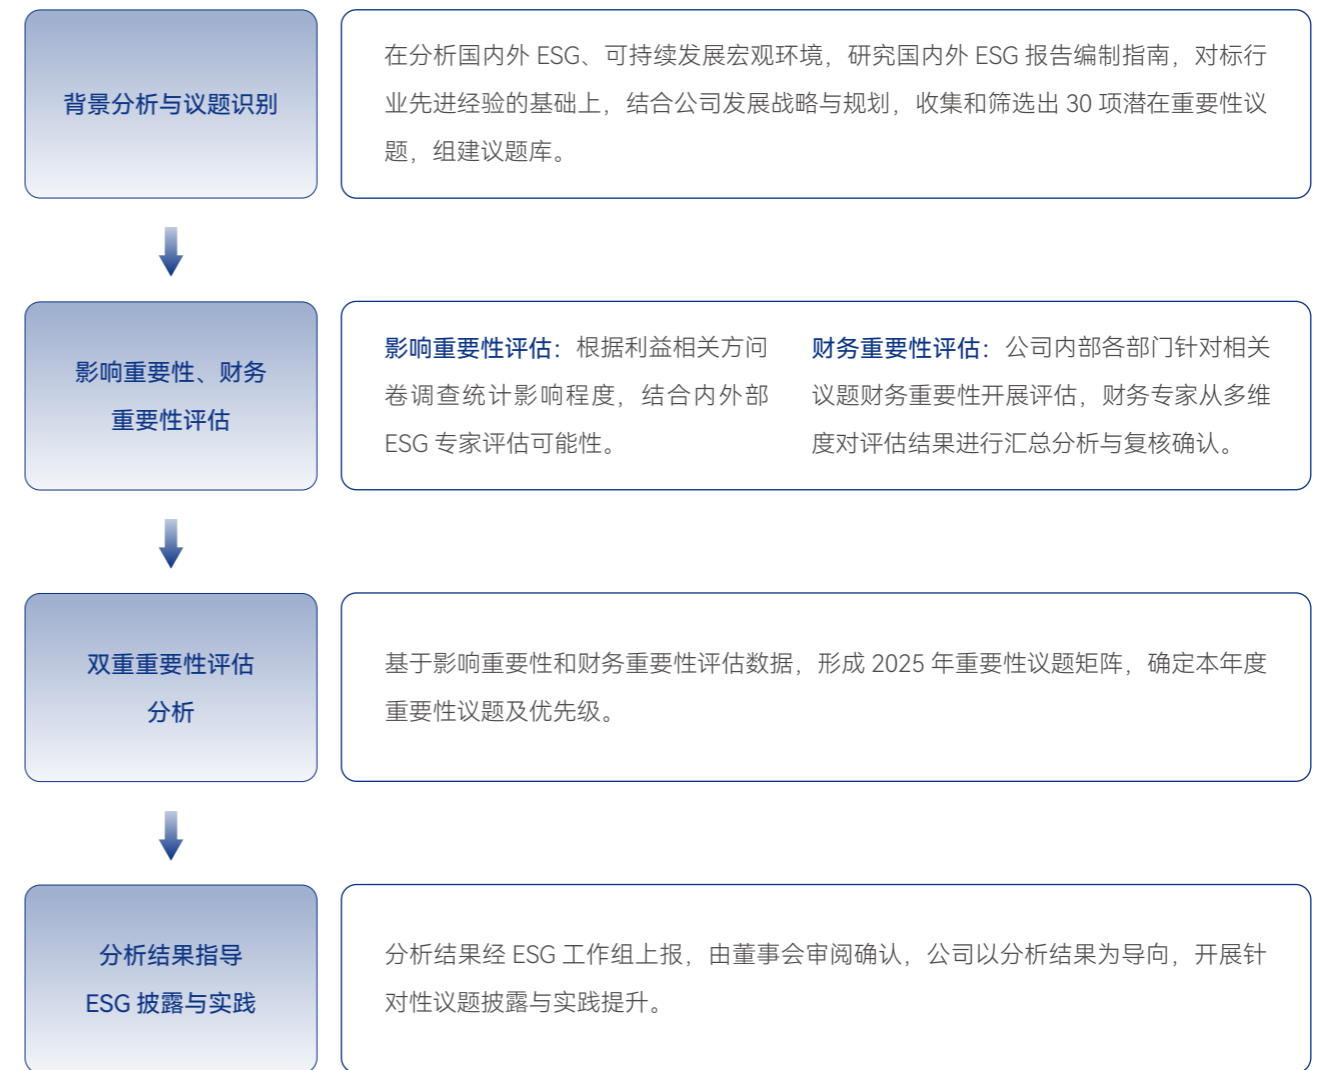 背景分析与议题识别
在分析国内外 ESG、可持续发展宏观环境，研究国内外 ESG 报告编制指南，对标行
业先进经验的基础上，结合公司发展战略与规划，收集和筛选出 30 项潜在重要性议
题，组建议题库。
影响重要性、财务
重要性评估
影响重要性评估：根据利益相关方问
卷调查统计影响程度，结合内外部
ESG 专家评估可能性。
财务重要性评估：公司内部各部门针对相关
议题财务重要性开展评估，财务专家从多维
度对评估结果进行汇总分析与复核确认。
双重重要性评估
分析
基于影响重要性和财务重要性评估数据，形成 2025 年重要性议题矩阵，确定本年度
重要性议题及优先级。
分析结果指导
ESG 披露与实践
分析结果经 ESG 工作组上报，由董事会审阅确认，公司以分析结果为导向，开展针
对性议题披露与实践提升。